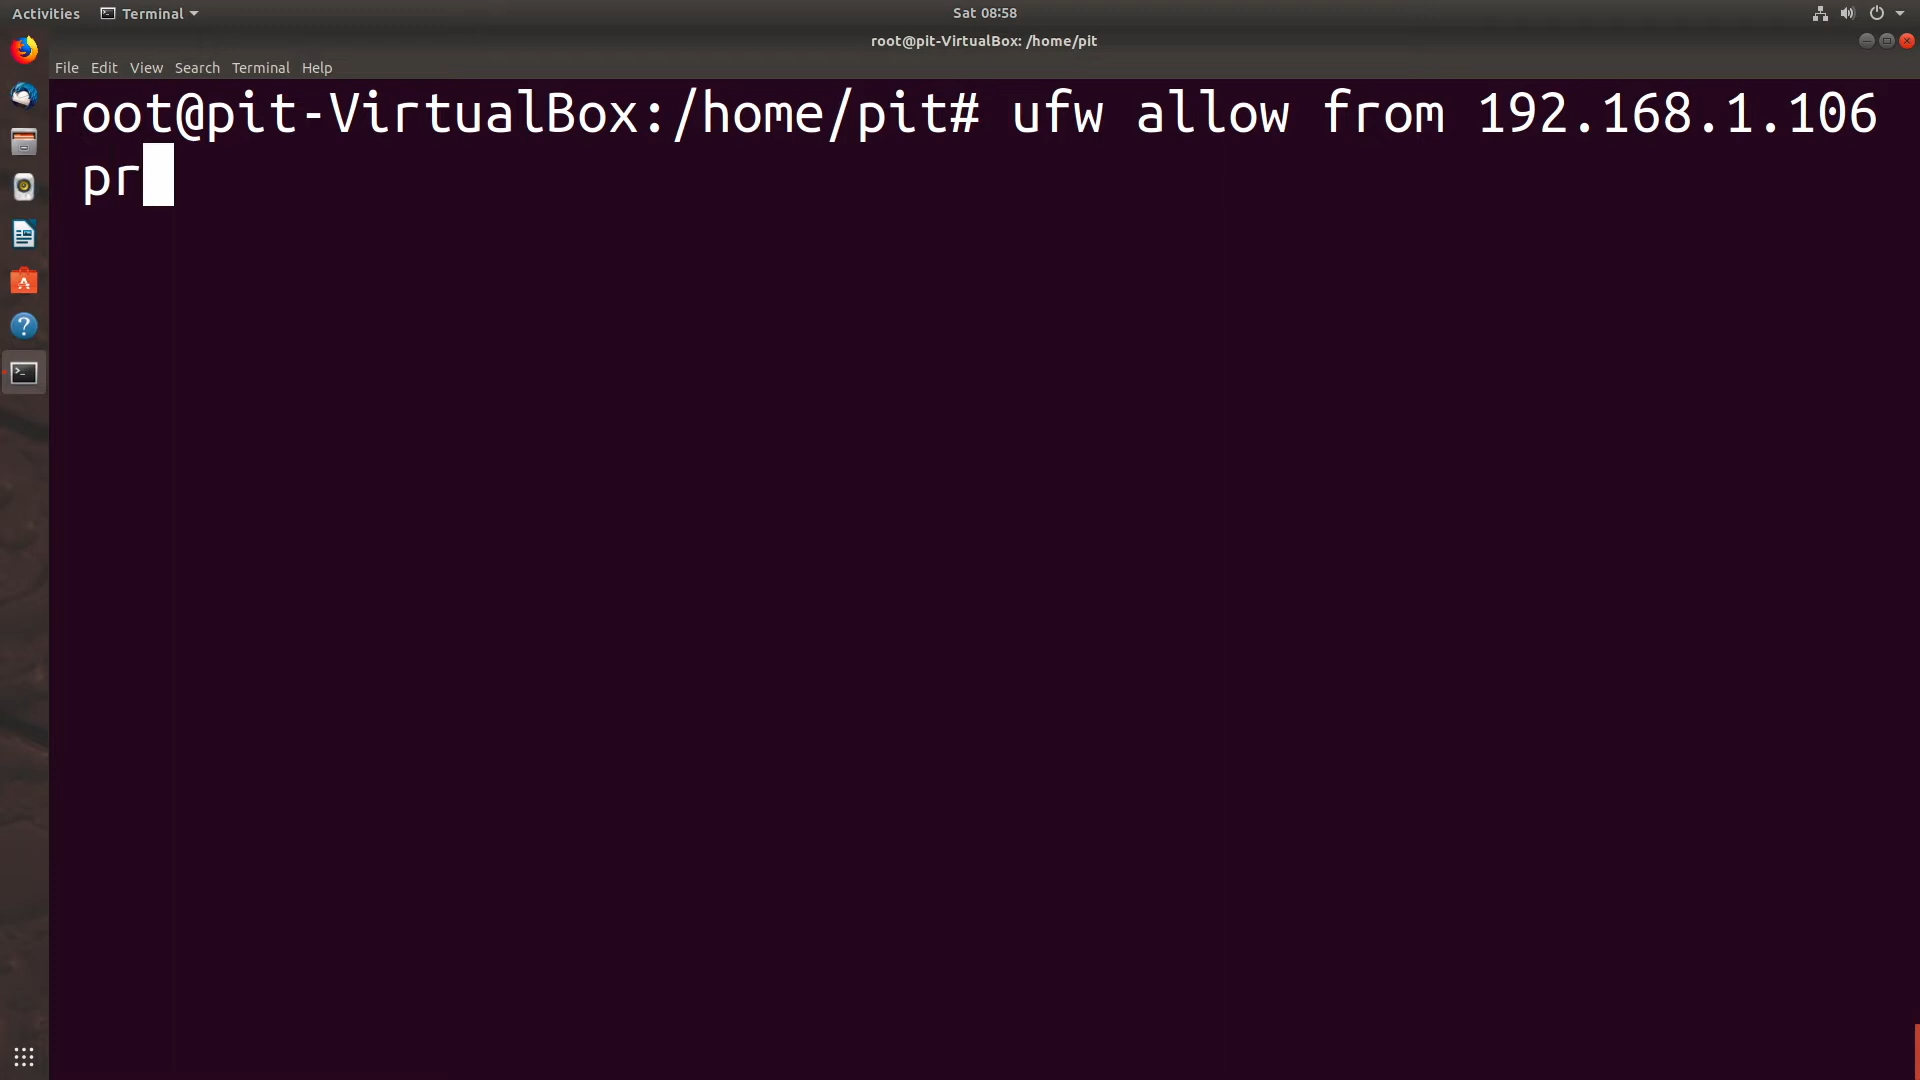 Activities Terminal Sat 08:58
root@pit-VirtualBox: /home/pit
File Edit View Search Terminal Help
root@pit-VirtualBox:/home/pit# ufw allow from 192.168.1.106
pr